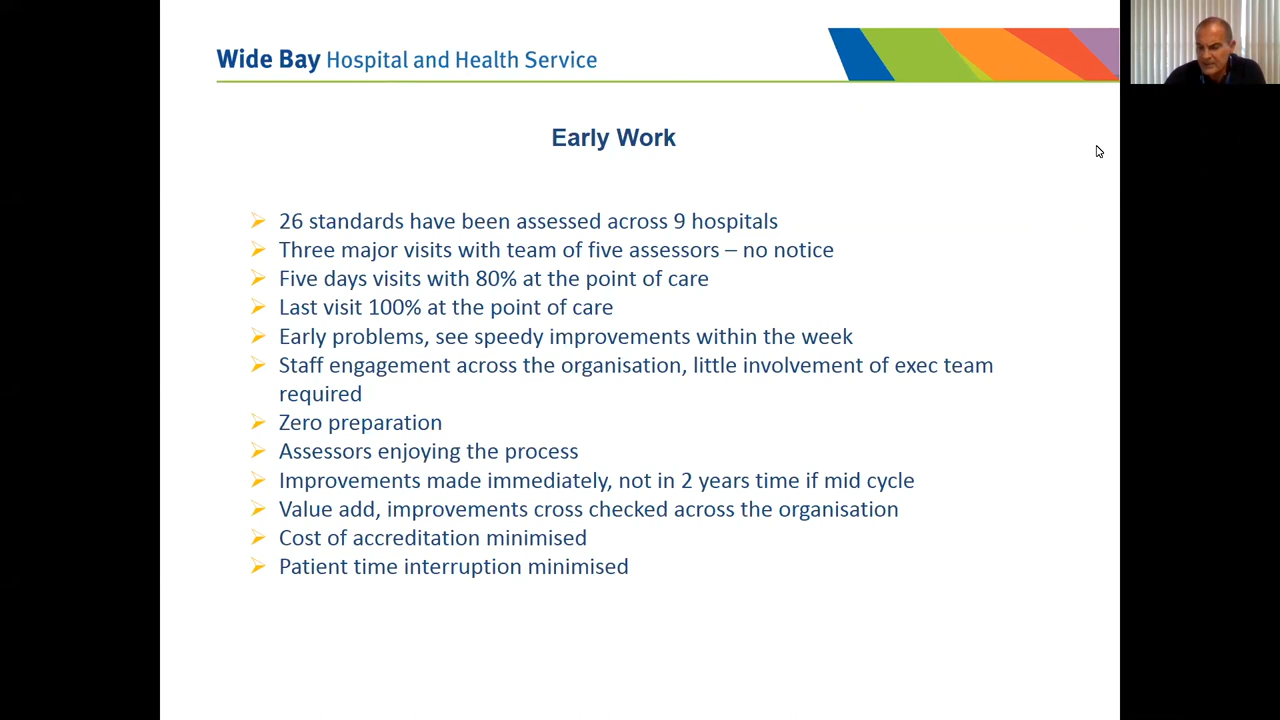 Wide Bay Hospital and Health Service
Early Work
26 standards have been assessed across 9 hospitals
Three major visits with team of five assessors – no notice
Five days visits with 80% at the point of care
Last visit 100% at the point of care
Early problems, see speedy improvements within the week
Staff engagement across the organisation, little involvement of exec team
required
Zero preparation
Assessors enjoying the process
Improvements made immediately, not in 2 years time if mid cycle
Value add, improvements cross checked across the organisation
Cost of accreditation minimised
Patient time interruption minimised